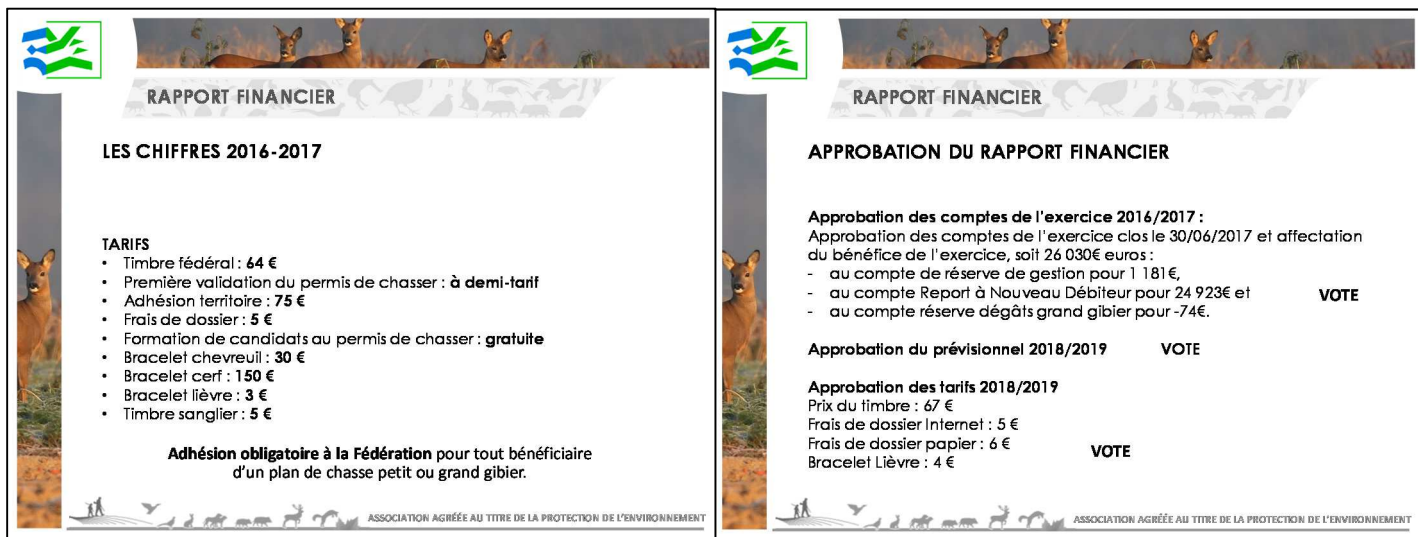 RAPPORT FINANCIER
LES CHIFFRES 2016-2017
TARIFS
• Timbre fédéral : 64 €
• Première validation du permis de chasser : à demi-tarif
• Adhésion territoire : 75 €
• Frais de dossier : 5 €
• Formation de candidats au permis de chasser : gratuite
• Bracelet chevreuil : 30 €
• Bracelet cerf : 150 €
• Bracelet lièvre : 3 €
• Timbre sanglier : 5 €
Adhésion obligatoire à la Fédération pour tout bénéficiaire
d'un plan de chasse petit ou grand gibier.
ASSOCIATION AGRÉÉE AU TITRE DE LA PROTECTION DE L'ENVIRONNEMENT
RAPPORT FINANCIER
APPROBATION DU RAPPORT FINANCIER
Approbation des comptes de l'exercice 2016/2017 :
Approbation des comptes de l'exercice clos le 30/06/2017 et affectation
du bénéfice de l'exercice, soit 26 030€ euros :
- au compte de réserve de gestion pour 1 181€,
- au compte Report à Nouveau Débiteur pour 24 923€ et VOTE
- au compte réserve dégâts grand gibier pour -74€.
Approbation du prévisionnel 2018/2019 VOTE
Approbation des tarifs 2018/2019
Prix du timbre : 67 €
Frais de dossier Internet : 5 €
Frais de dossier papier : 6 € VOTE
Bracelet Lièvre : 4 €
ASSOCIATION AGRÉÉE AU TITRE DE LA PROTECTION DE L'ENVIRONNEMENT